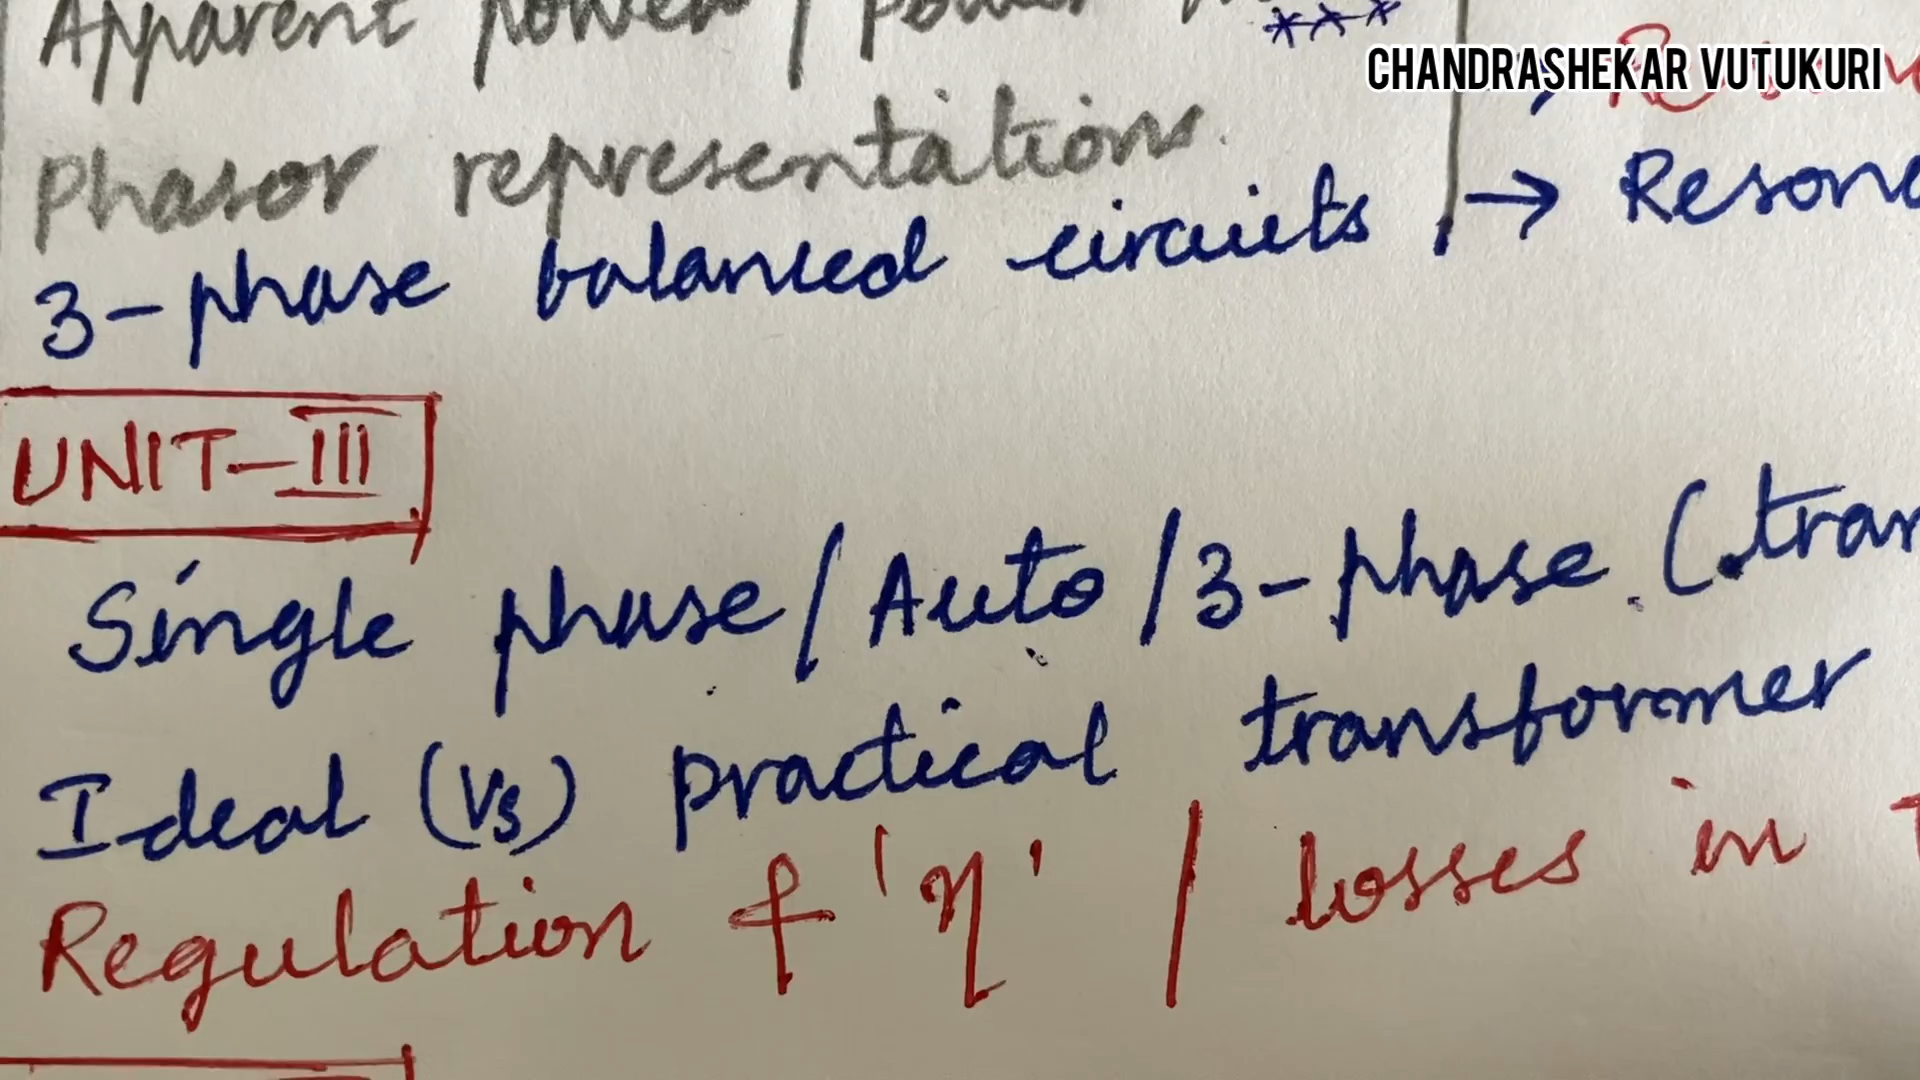 Apparent power / Power
***
CHANDRASHEKAR VUTUKURI
Phasor representations.
3-phase balanced circuits
→ Resona
UNIT-III
Single phase / Auto / 3-phase (tran
Ideal (Vs) practical transformer
Regulation & 'η' / losses in